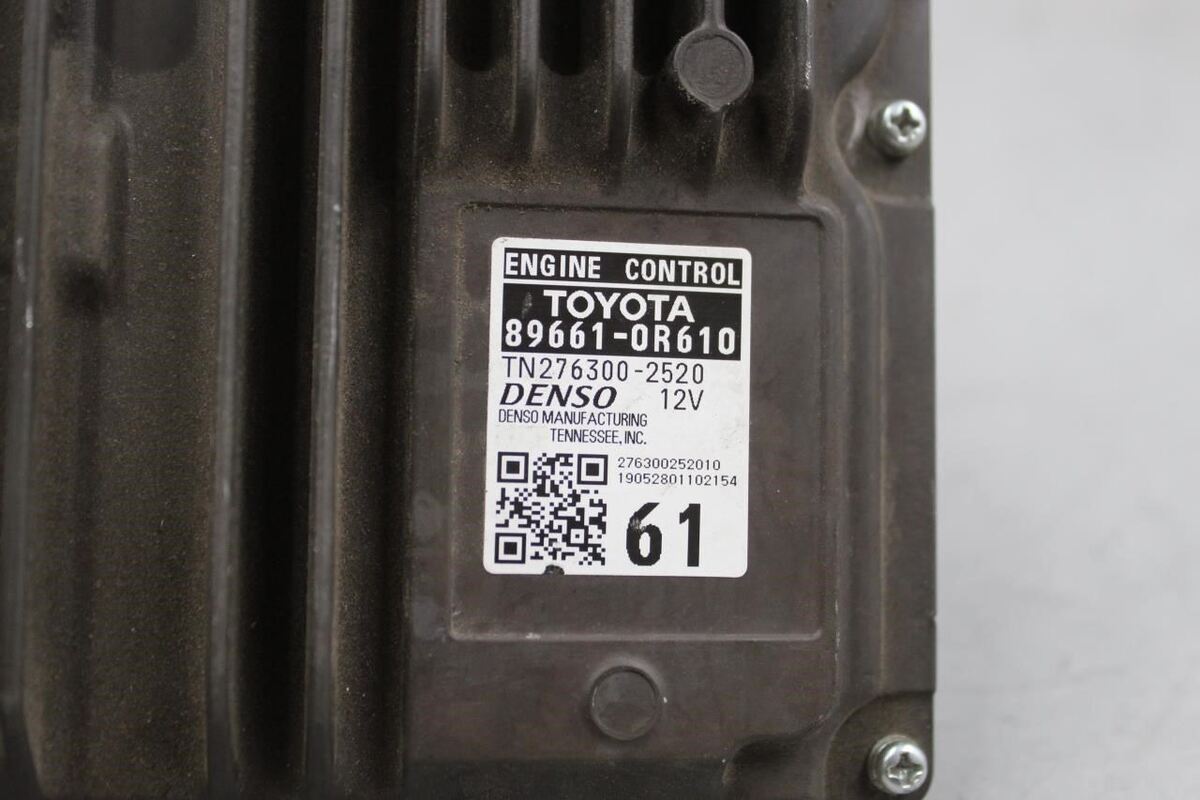 ENGINE CONTROL
TOYOTA
89661-0R610
TN276300-2520
DENSO 12V
DENSO MANUFACTURING
TENNESSEE, INC.
276300252010
19052801102154
61